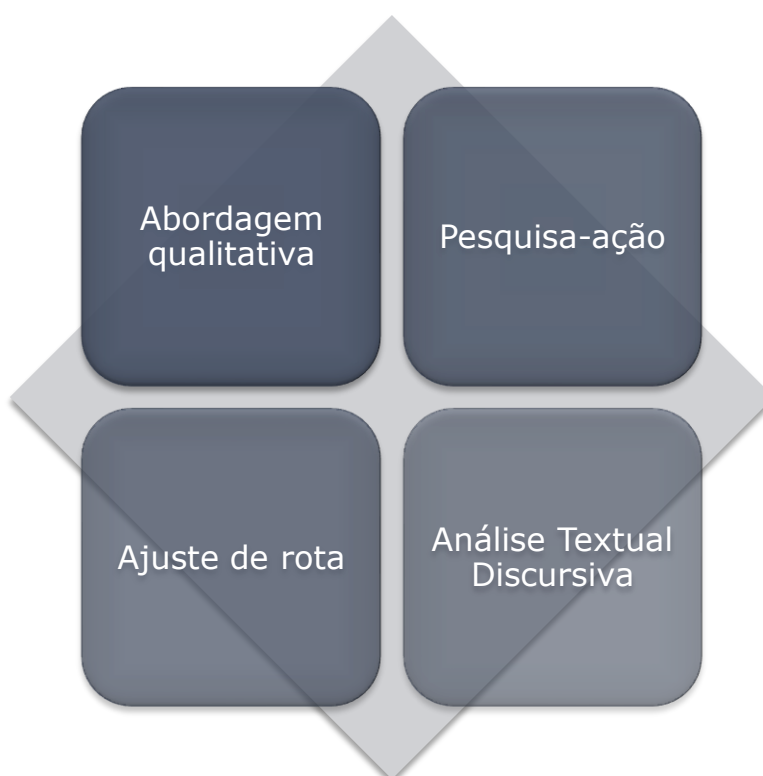 Abordagem
qualitativa
Pesquisa-ação
Ajuste de rota
Análise Textual
Discursiva